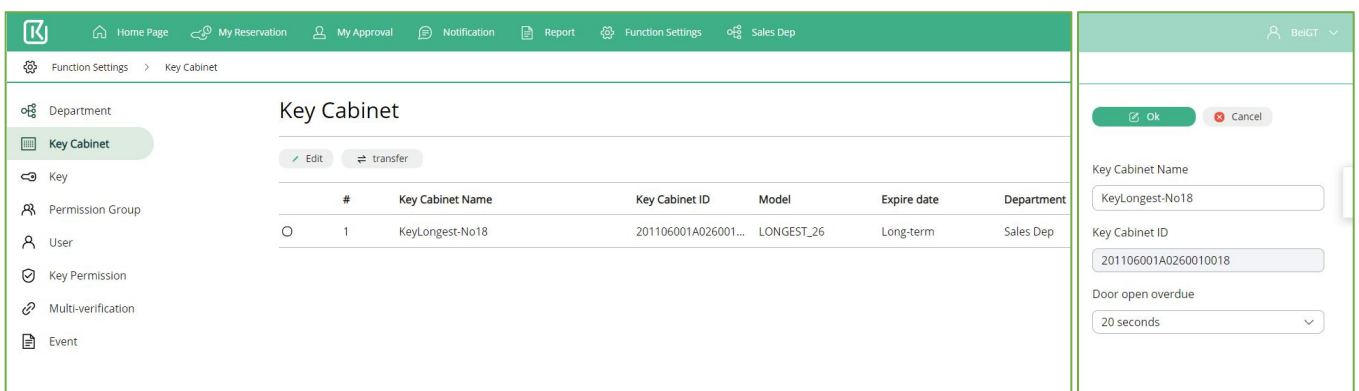 Home Page My Reservation My Approval Notification Report Function Settings Sales Dep
BeiGT
Function Settings > Key Cabinet
Department
Key Cabinet
Key
Permission Group
User
Key Permission
Multi-verification
Event
Key Cabinet
Edit transfer
# Key Cabinet Name Key Cabinet ID Model Expire date Department
1 KeyLongest-No18 201106001A026001... LONGEST_26 Long-term Sales Dep
Ok Cancel
Key Cabinet Name
KeyLongest-No18
Key Cabinet ID
201106001A0260010018
Door open overdue
20 seconds